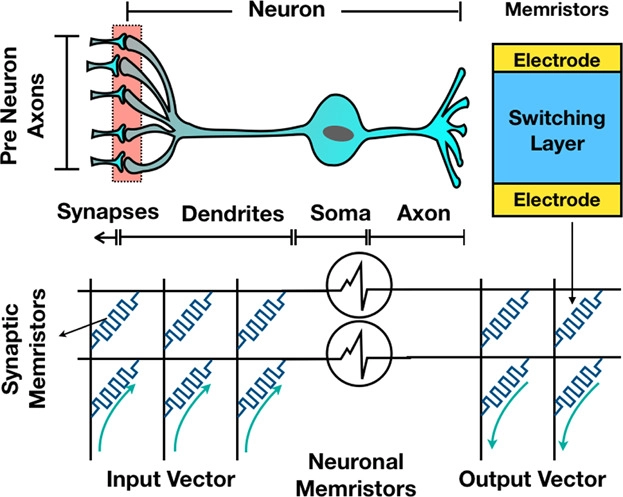 Neuron
Memristors
Pre Neuron
Axons
Electrode
Switching
Layer
Electrode
Synapses
Dendrites
Soma
Axon
Synaptic
Memristors
Input Vector
Neuronal
Memristors
Output Vector